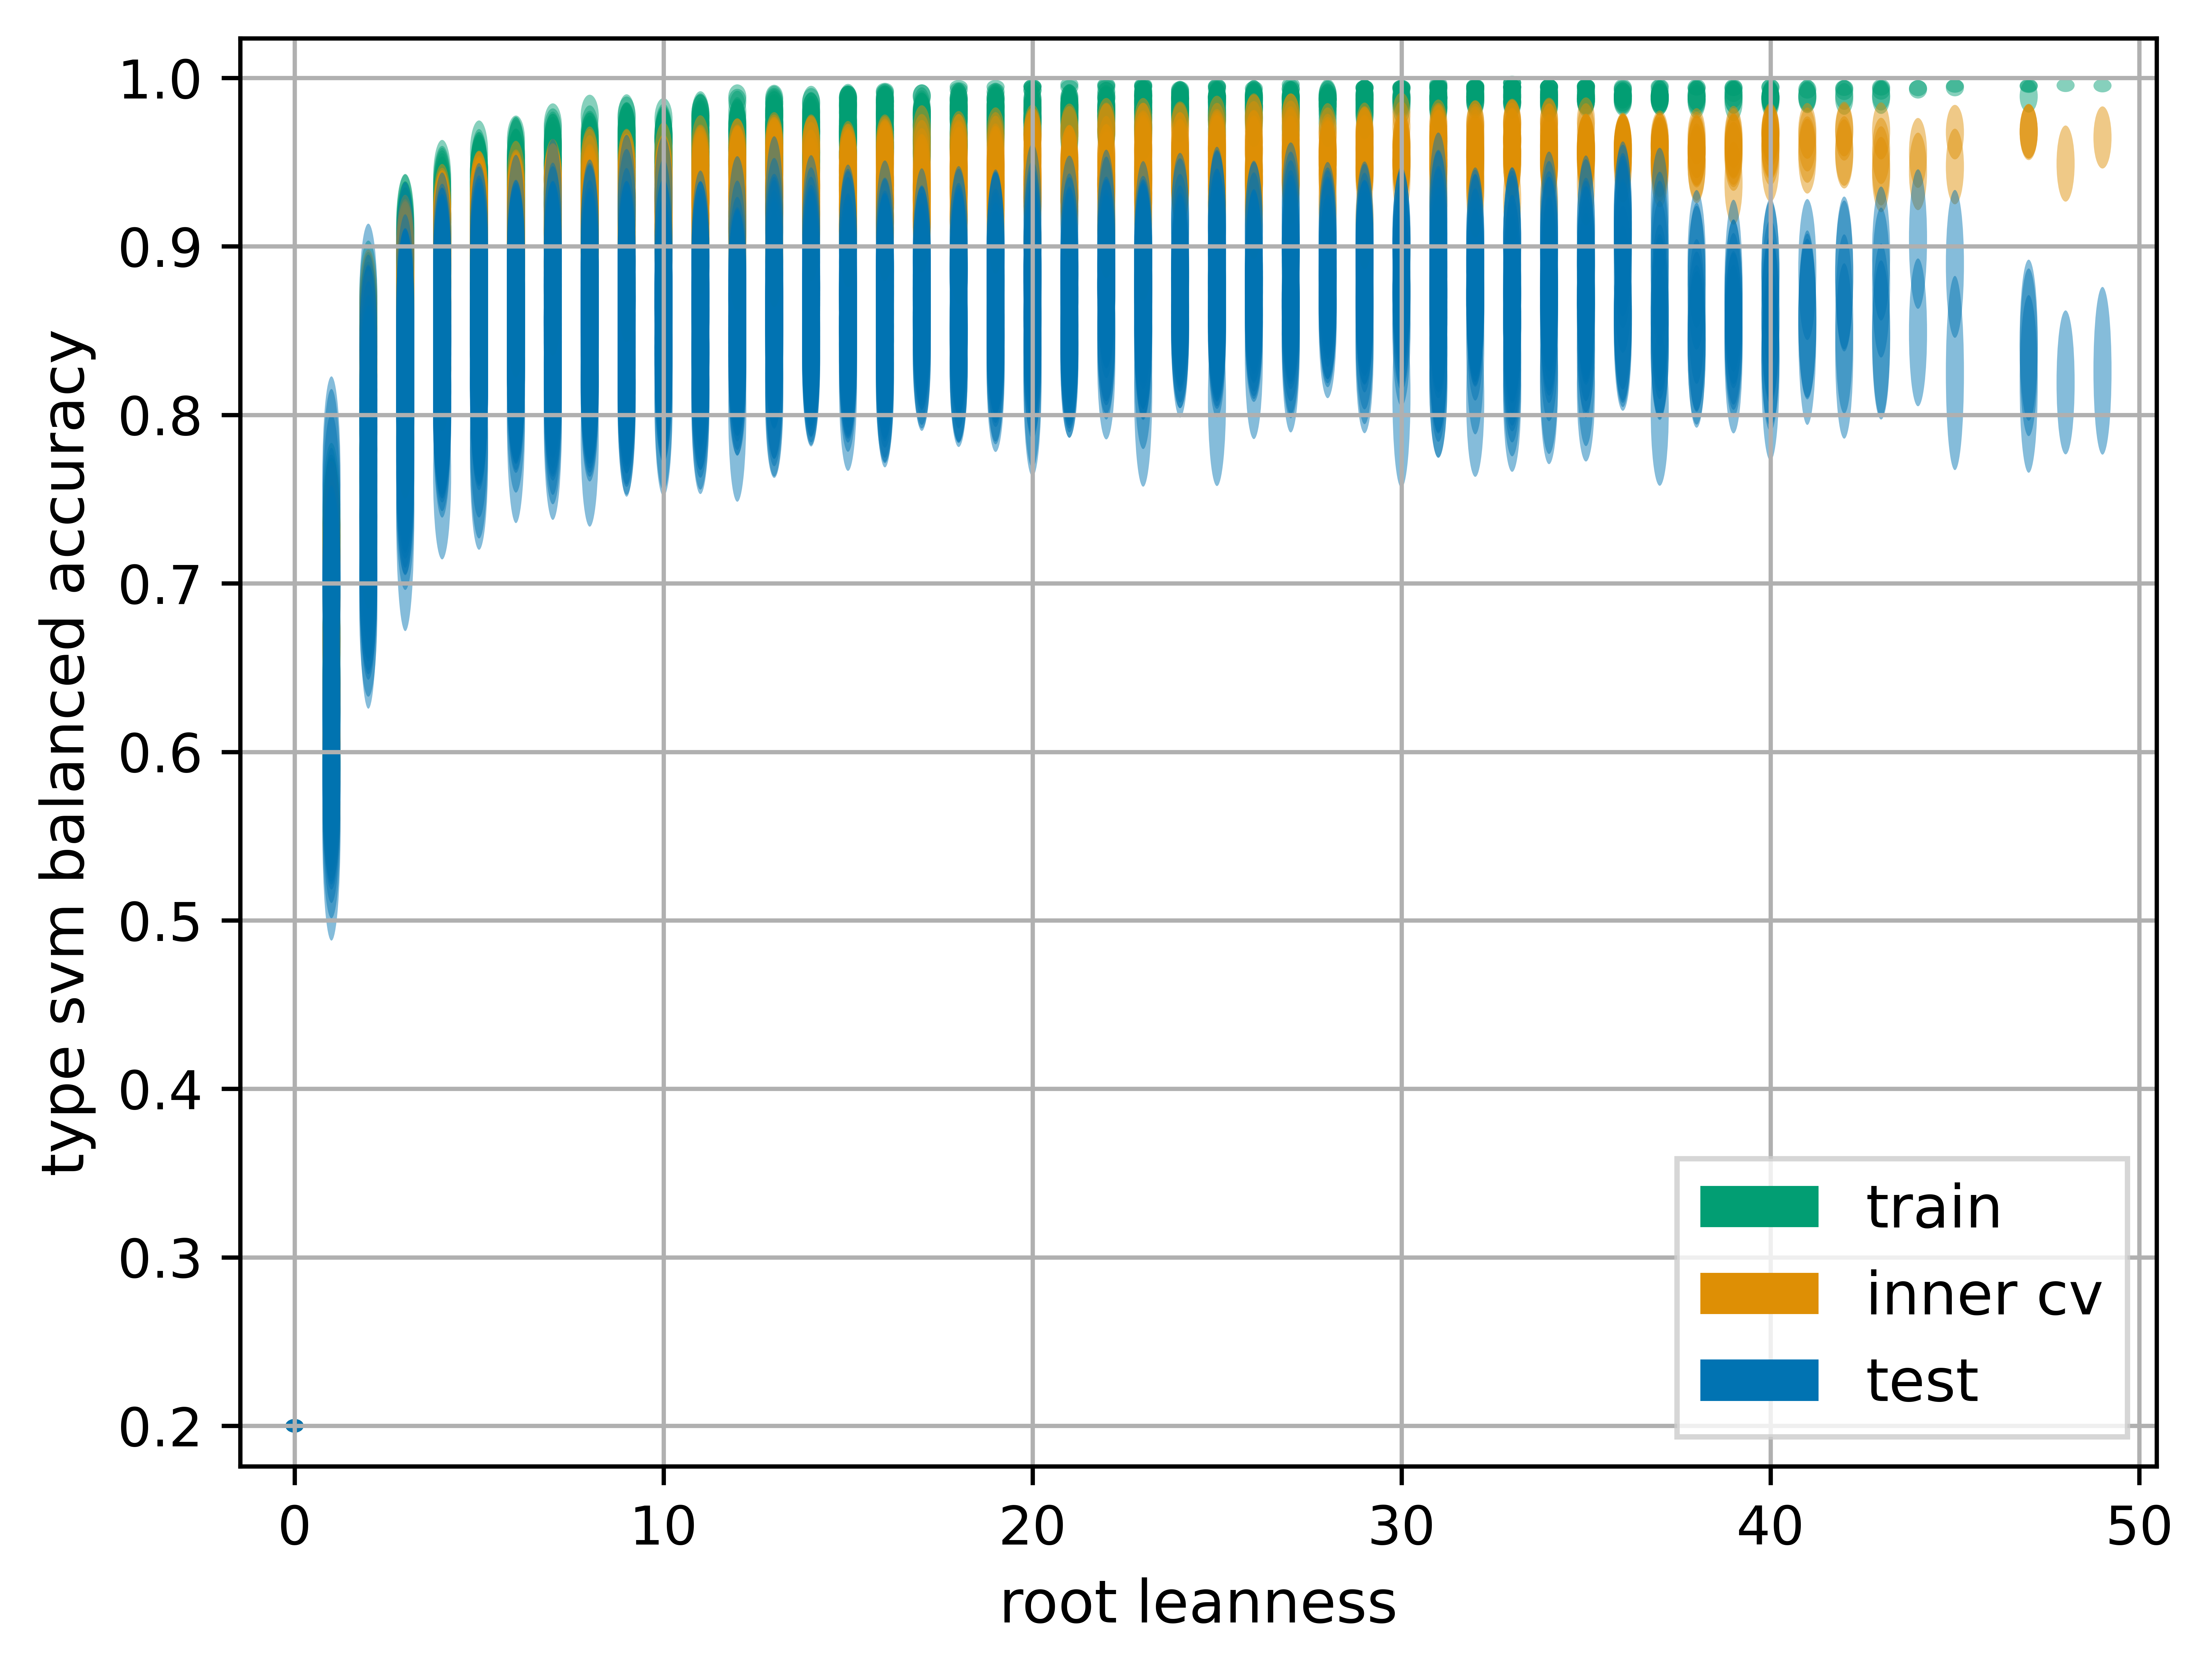 type svm balanced accuracy
1.0
0.9
0.8
0.7
0.6
0.5
0.4
0.3
0.2
0 10 20 30 40 50
root leanness
train
inner cv
test